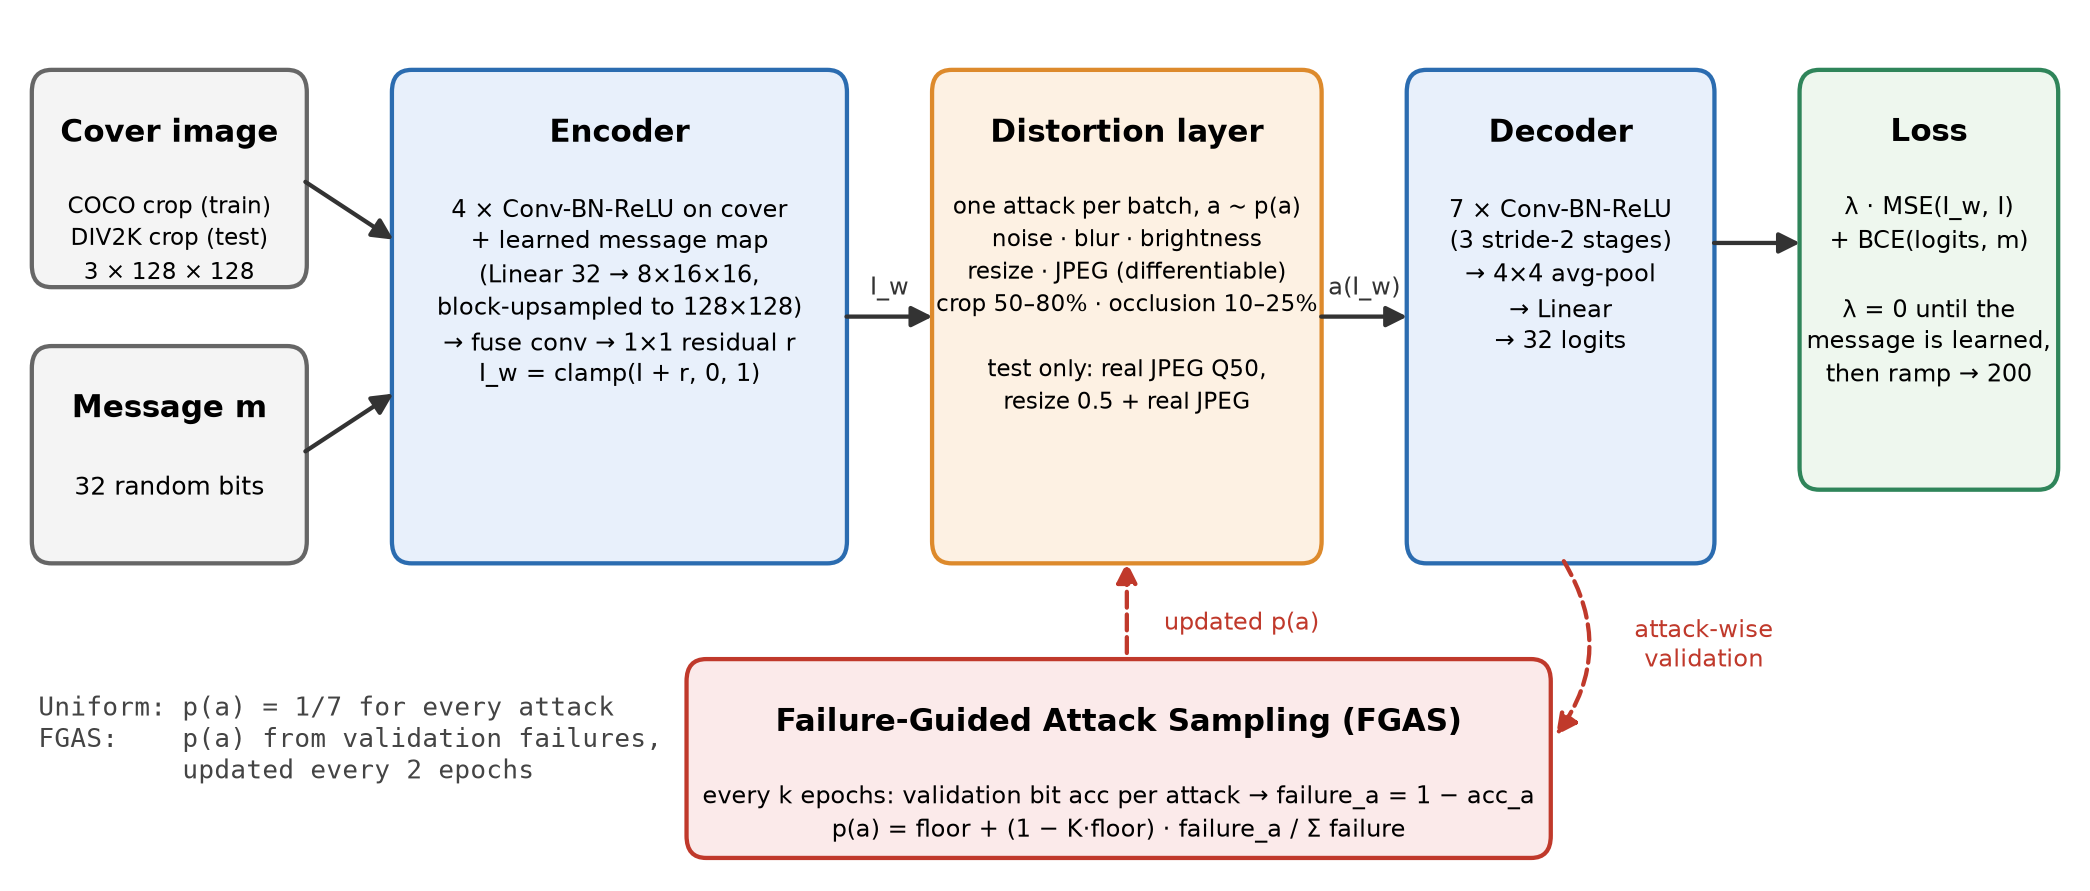 Cover image
COCO crop (train)
DIV2K crop (test)
3 × 128 × 128
Message m
32 random bits
Encoder
4 × Conv-BN-ReLU on cover
+ learned message map
(Linear 32 → 8×16×16,
block-upsampled to 128×128)
→ fuse conv → 1×1 residual r
I_w = clamp(I + r, 0, 1)
I_w
Distortion layer
one attack per batch, a ~ p(a)
noise · blur · brightness
resize · JPEG (differentiable)
crop 50–80% · occlusion 10–25%
test only: real JPEG Q50,
resize 0.5 + real JPEG
a(I_w)
Decoder
7 × Conv-BN-ReLU
(3 stride-2 stages)
→ 4×4 avg-pool
→ Linear
→ 32 logits
Loss
λ · MSE(I_w, I)
+ BCE(logits, m)
λ = 0 until the
message is learned,
then ramp → 200
updated p(a)
attack-wise
validation
Uniform: p(a) = 1/7 for every attack
FGAS:     p(a) from validation failures,
updated every 2 epochs
Failure-Guided Attack Sampling (FGAS)
every k epochs: validation bit acc per attack → failure_a = 1 − acc_a
p(a) = floor + (1 − K·floor) · failure_a / Σ failure